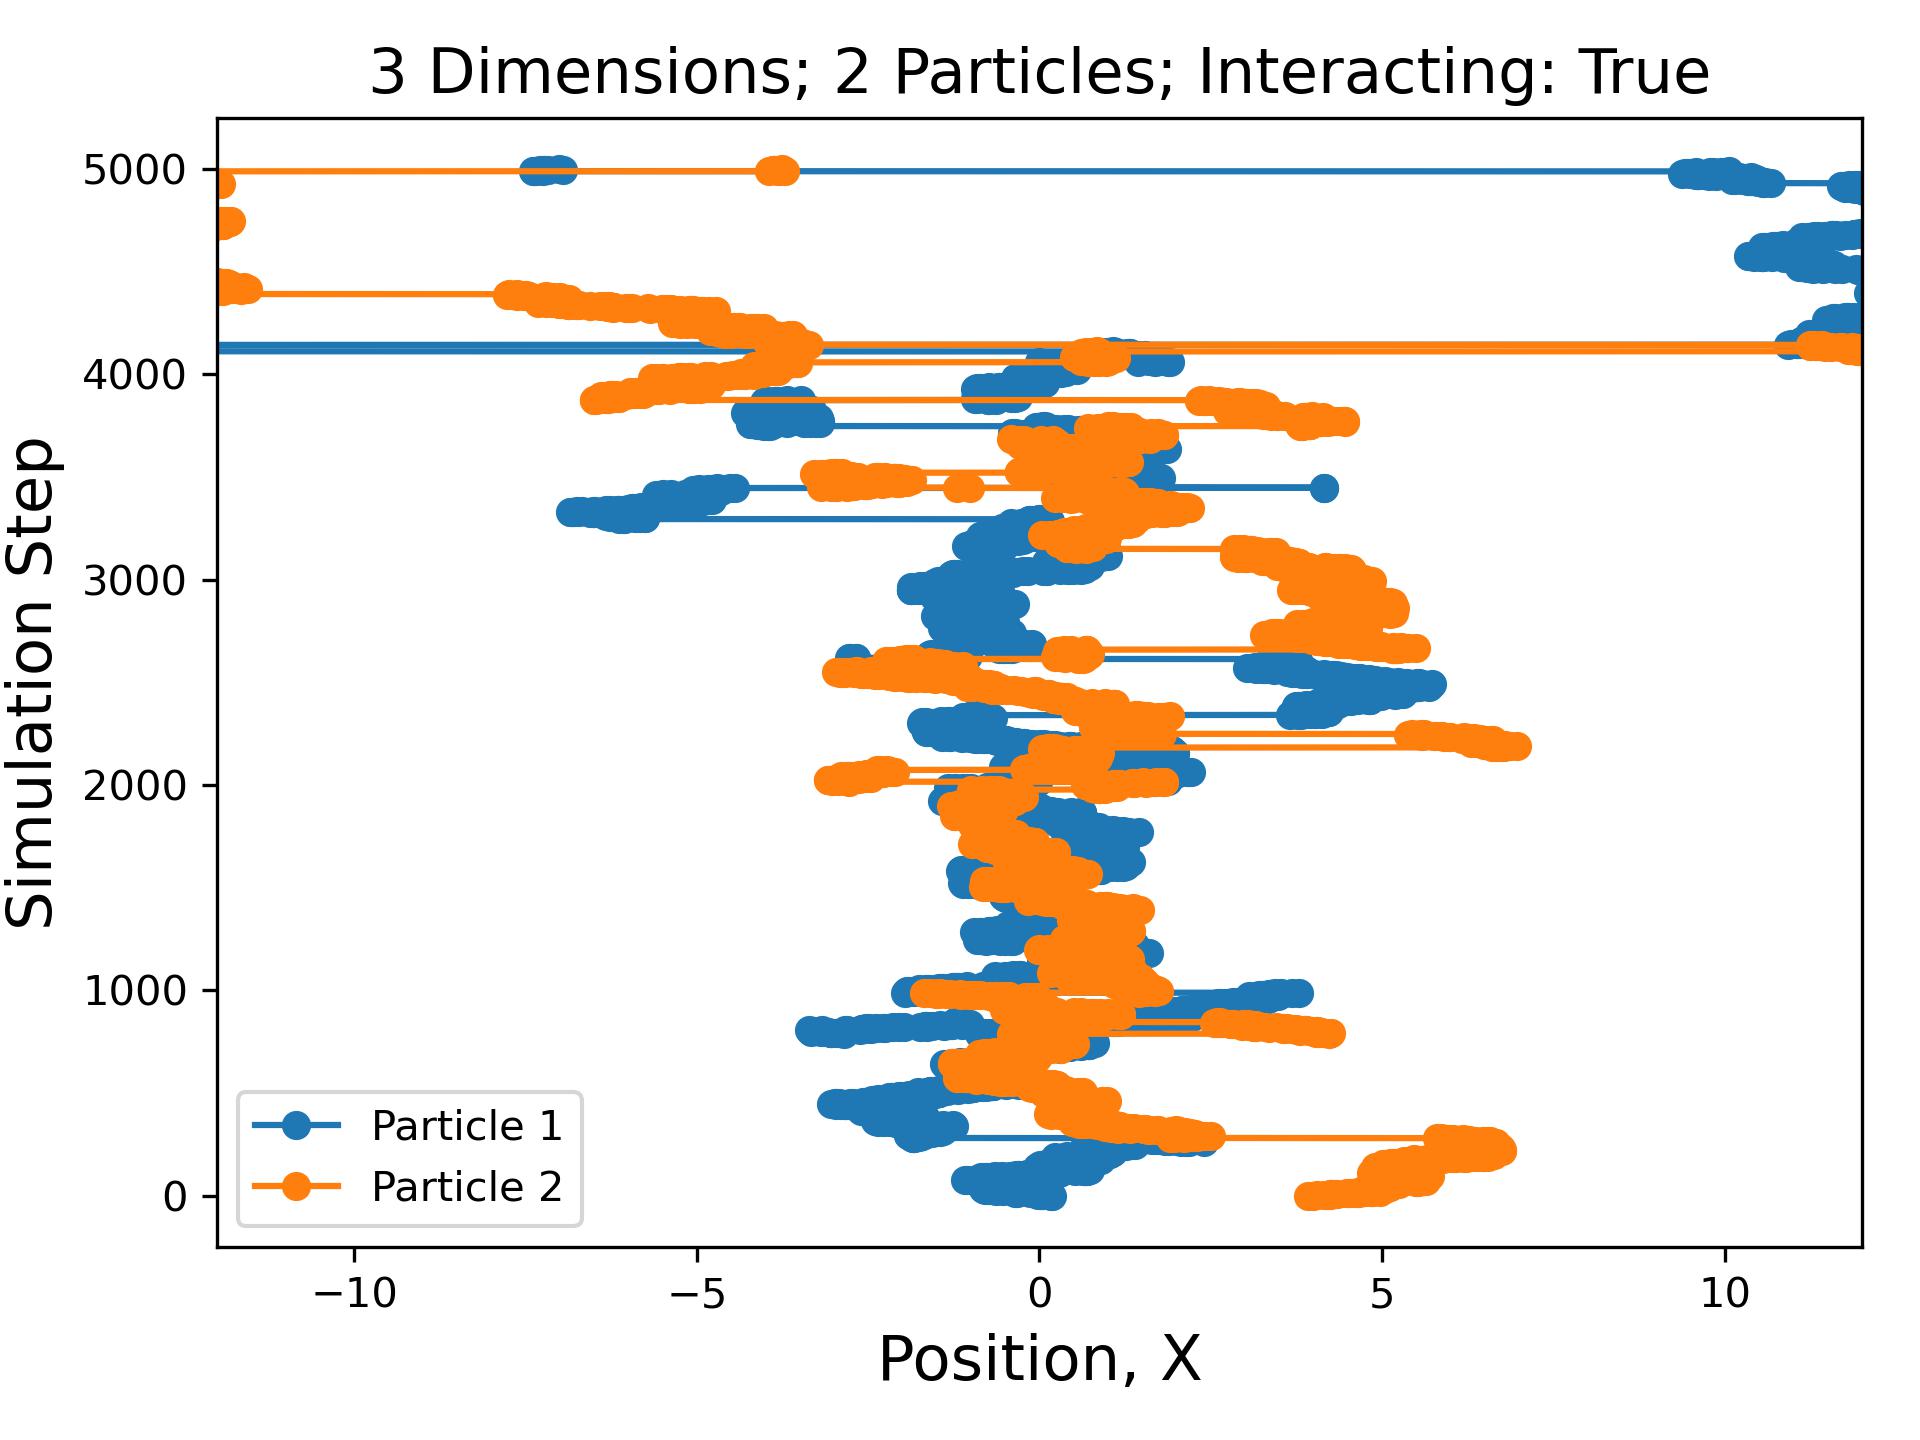 3 Dimensions; 2 Particles; Interacting: True
Simulation Step
5000
4000
3000
2000
1000
0
Particle 1
Particle 2
−10
−5
0
5
10
Position, X